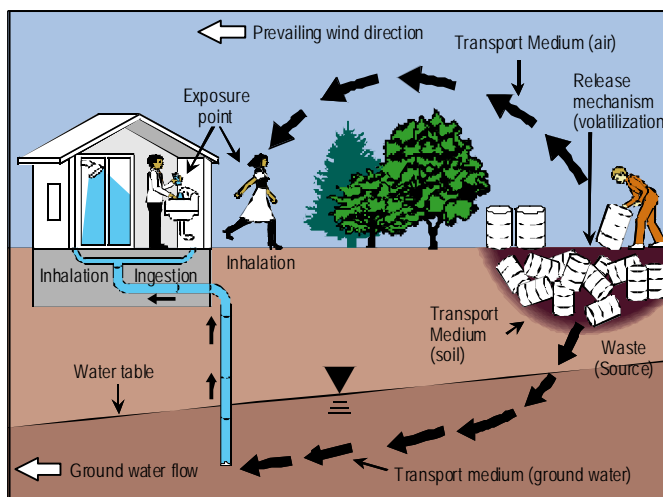 Prevailing wind direction
Transport Medium (air)
Release
mechanism
(volatilization
Exposure
point
Inhalation
Ingestion
Inhalation
Transport
Medium
(soil)
Waste
(Source)
Water table
Ground water flow
Transport medium (ground water)